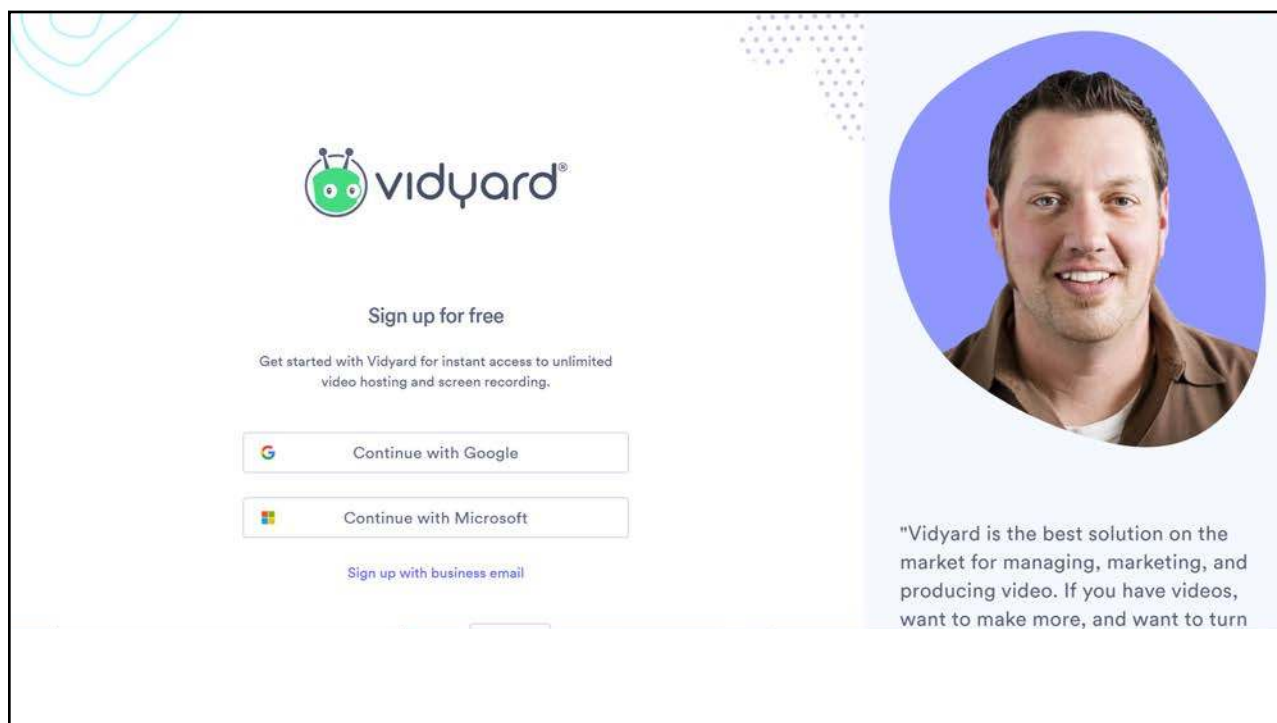 vidyard®
Sign up for free
Get started with Vidyard for instant access to unlimited
video hosting and screen recording.
Continue with Google
Continue with Microsoft
Sign up with business email
"Vidyard is the best solution on the
market for managing, marketing, and
producing video. If you have videos,
want to make more, and want to turn